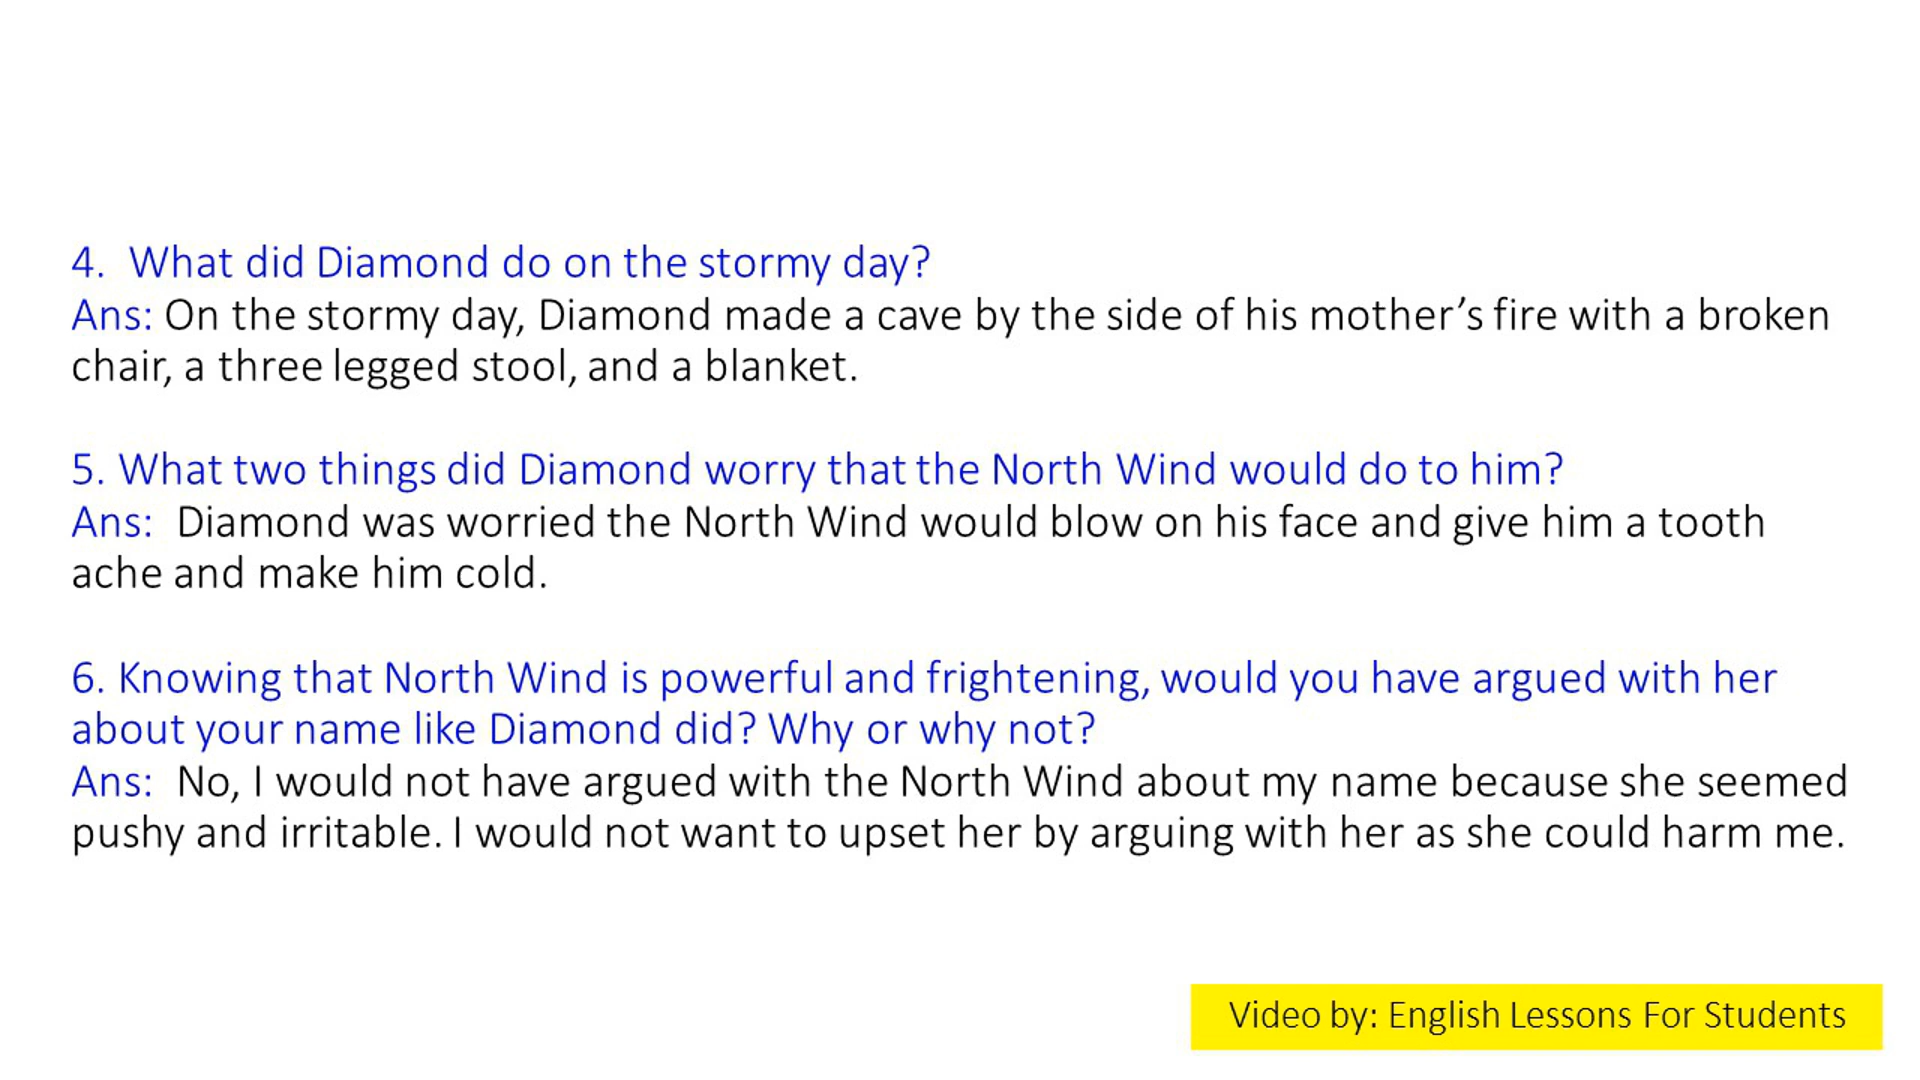 4.  What did Diamond do on the stormy day?
Ans: On the stormy day, Diamond made a cave by the side of his mother’s fire with a broken
chair, a three legged stool, and a blanket.
5. What two things did Diamond worry that the North Wind would do to him?
Ans:  Diamond was worried the North Wind would blow on his face and give him a tooth
ache and make him cold.
6. Knowing that North Wind is powerful and frightening, would you have argued with her
about your name like Diamond did? Why or why not?
Ans:  No, I would not have argued with the North Wind about my name because she seemed
pushy and irritable. I would not want to upset her by arguing with her as she could harm me.
Video by: English Lessons For Students